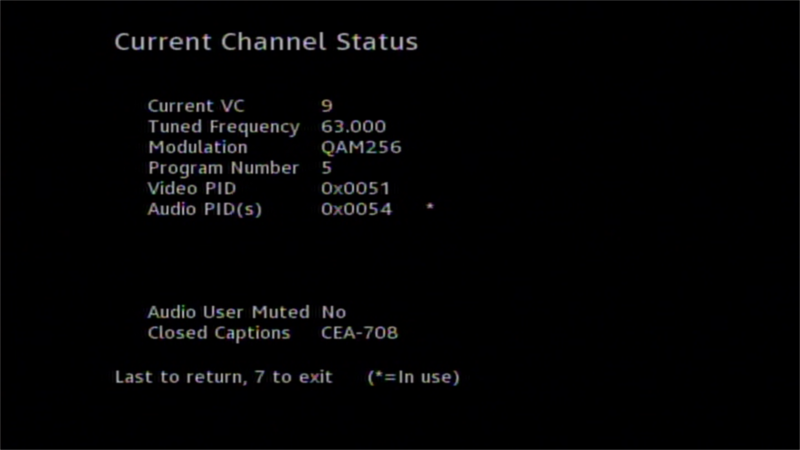 Current Channel Status
Current VC 9
Tuned Frequency 63.000
Modulation QAM256
Program Number 5
Video PID 0x0051
Audio PID(s) 0x0054 *
Audio User Muted No
Closed Captions CEA-708
Last to return, 7 to exit (*=In use)